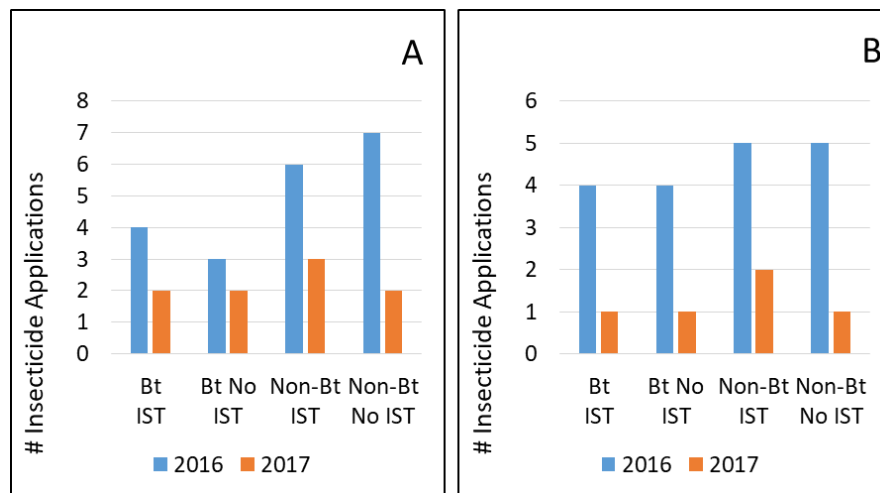 A
# Insecticide Applications
8
7
6
5
4
3
2
1
0
Bt
IST
Bt No
IST
Non-Bt
IST
Non-Bt
No IST
2016
2017
B
# Insecticide Applications
6
5
4
3
2
1
0
Bt
IST
Bt No
IST
Non-Bt
IST
Non-Bt
No IST
2016
2017